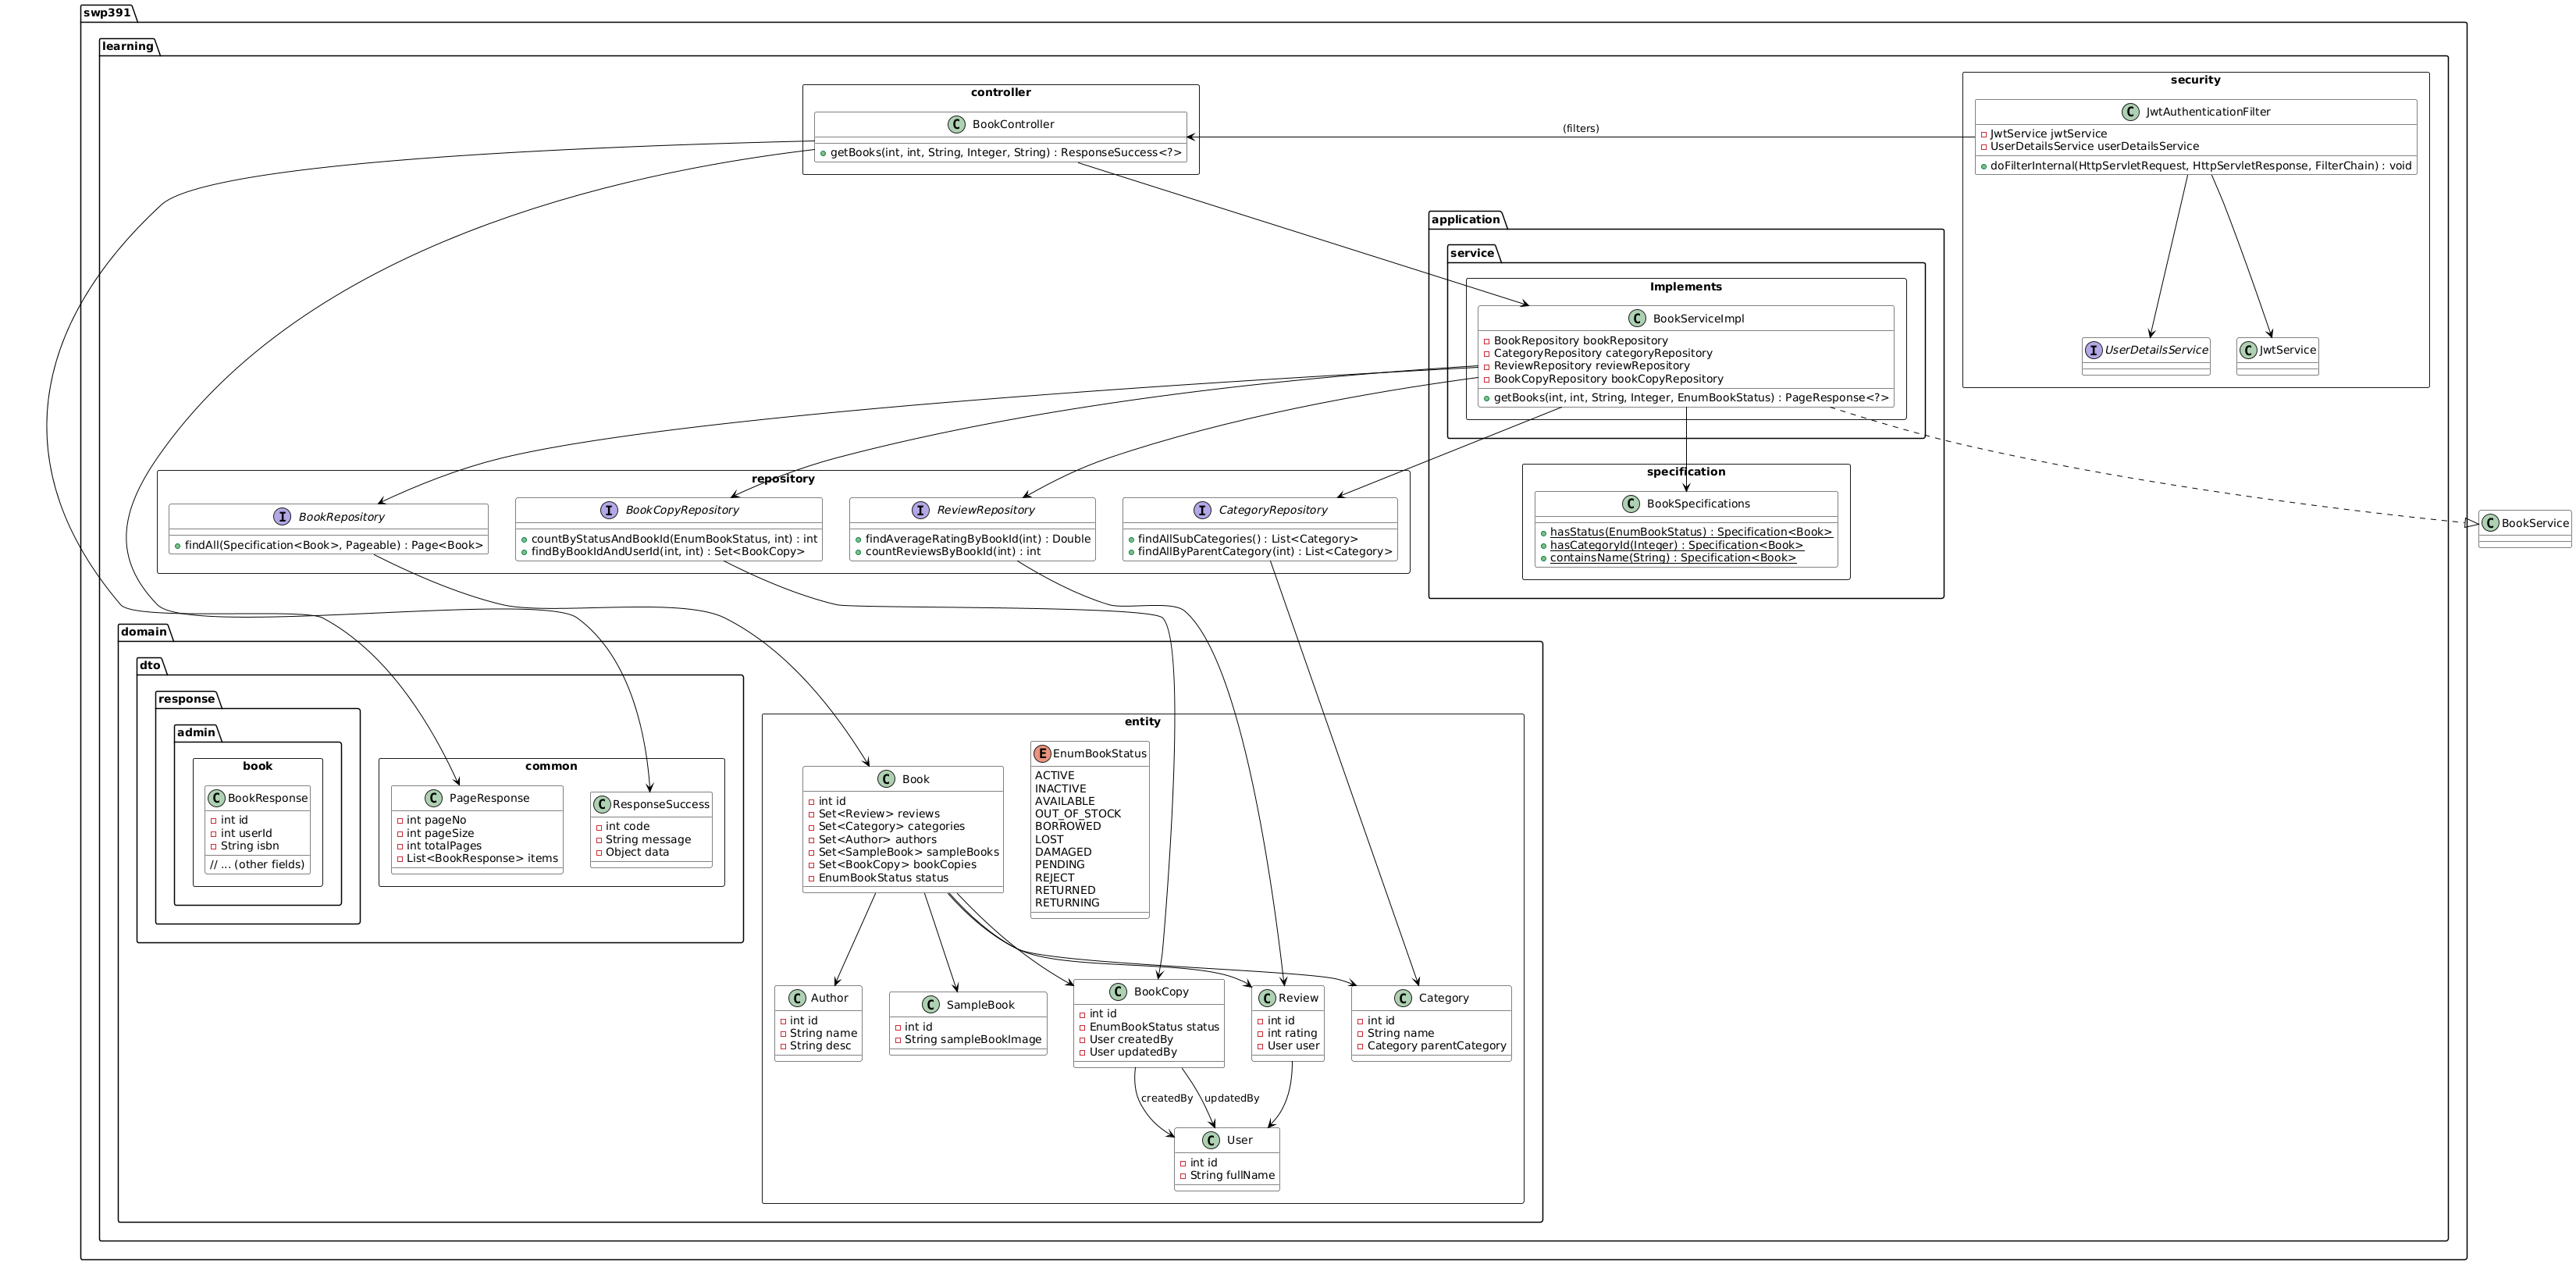 swp391
learning
controller
BookController
getBooks(int, int, String, Integer, String) : ResponseSuccess<?>
(filters)
security
JwtAuthenticationFilter
JwtService jwtService
UserDetailsService userDetailsService
doFilterInternal(HttpServletRequest, HttpServletResponse, FilterChain) : void
UserDetailsService
JwtService
application
service
Implements
BookServiceImpl
BookRepository bookRepository
CategoryRepository categoryRepository
ReviewRepository reviewRepository
BookCopyRepository bookCopyRepository
getBooks(int, int, String, Integer, EnumBookStatus) : PageResponse<?>
specification
BookSpecifications
hasStatus(EnumBookStatus) : Specification<Book>
hasCategoryId(Integer) : Specification<Book>
containsName(String) : Specification<Book>
BookService
repository
BookRepository
findAll(Specification<Book>, Pageable) : Page<Book>
BookCopyRepository
countByStatusAndBookId(EnumBookStatus, int) : int
findByBookIdAndUserId(int, int) : Set<BookCopy>
ReviewRepository
findAverageRatingByBookId(int) : Double
countReviewsByBookId(int) : int
CategoryRepository
findAllSubCategories() : List<Category>
findAllByParentCategory(int) : List<Category>
domain
dto
response
admin
book
BookResponse
int id
int userId
String isbn
// ... (other fields)
common
PageResponse
int pageNo
int pageSize
int totalPages
List<BookResponse> items
ResponseSuccess
int code
String message
Object data
entity
Book
int id
Set<Review> reviews
Set<Category> categories
Set<Author> authors
Set<SampleBook> sampleBooks
Set<BookCopy> bookCopies
EnumBookStatus status
EnumBookStatus
ACTIVE
INACTIVE
AVAILABLE
OUT_OF_STOCK
BORROWED
LOST
DAMAGED
PENDING
REJECT
RETURNED
RETURNING
Author
int id
String name
String desc
SampleBook
int id
String sampleBookImage
BookCopy
int id
EnumBookStatus status
User createdBy
User updatedBy
Review
int id
int rating
User user
Category
int id
String name
Category parentCategory
createdBy
updatedBy
User
int id
String fullName